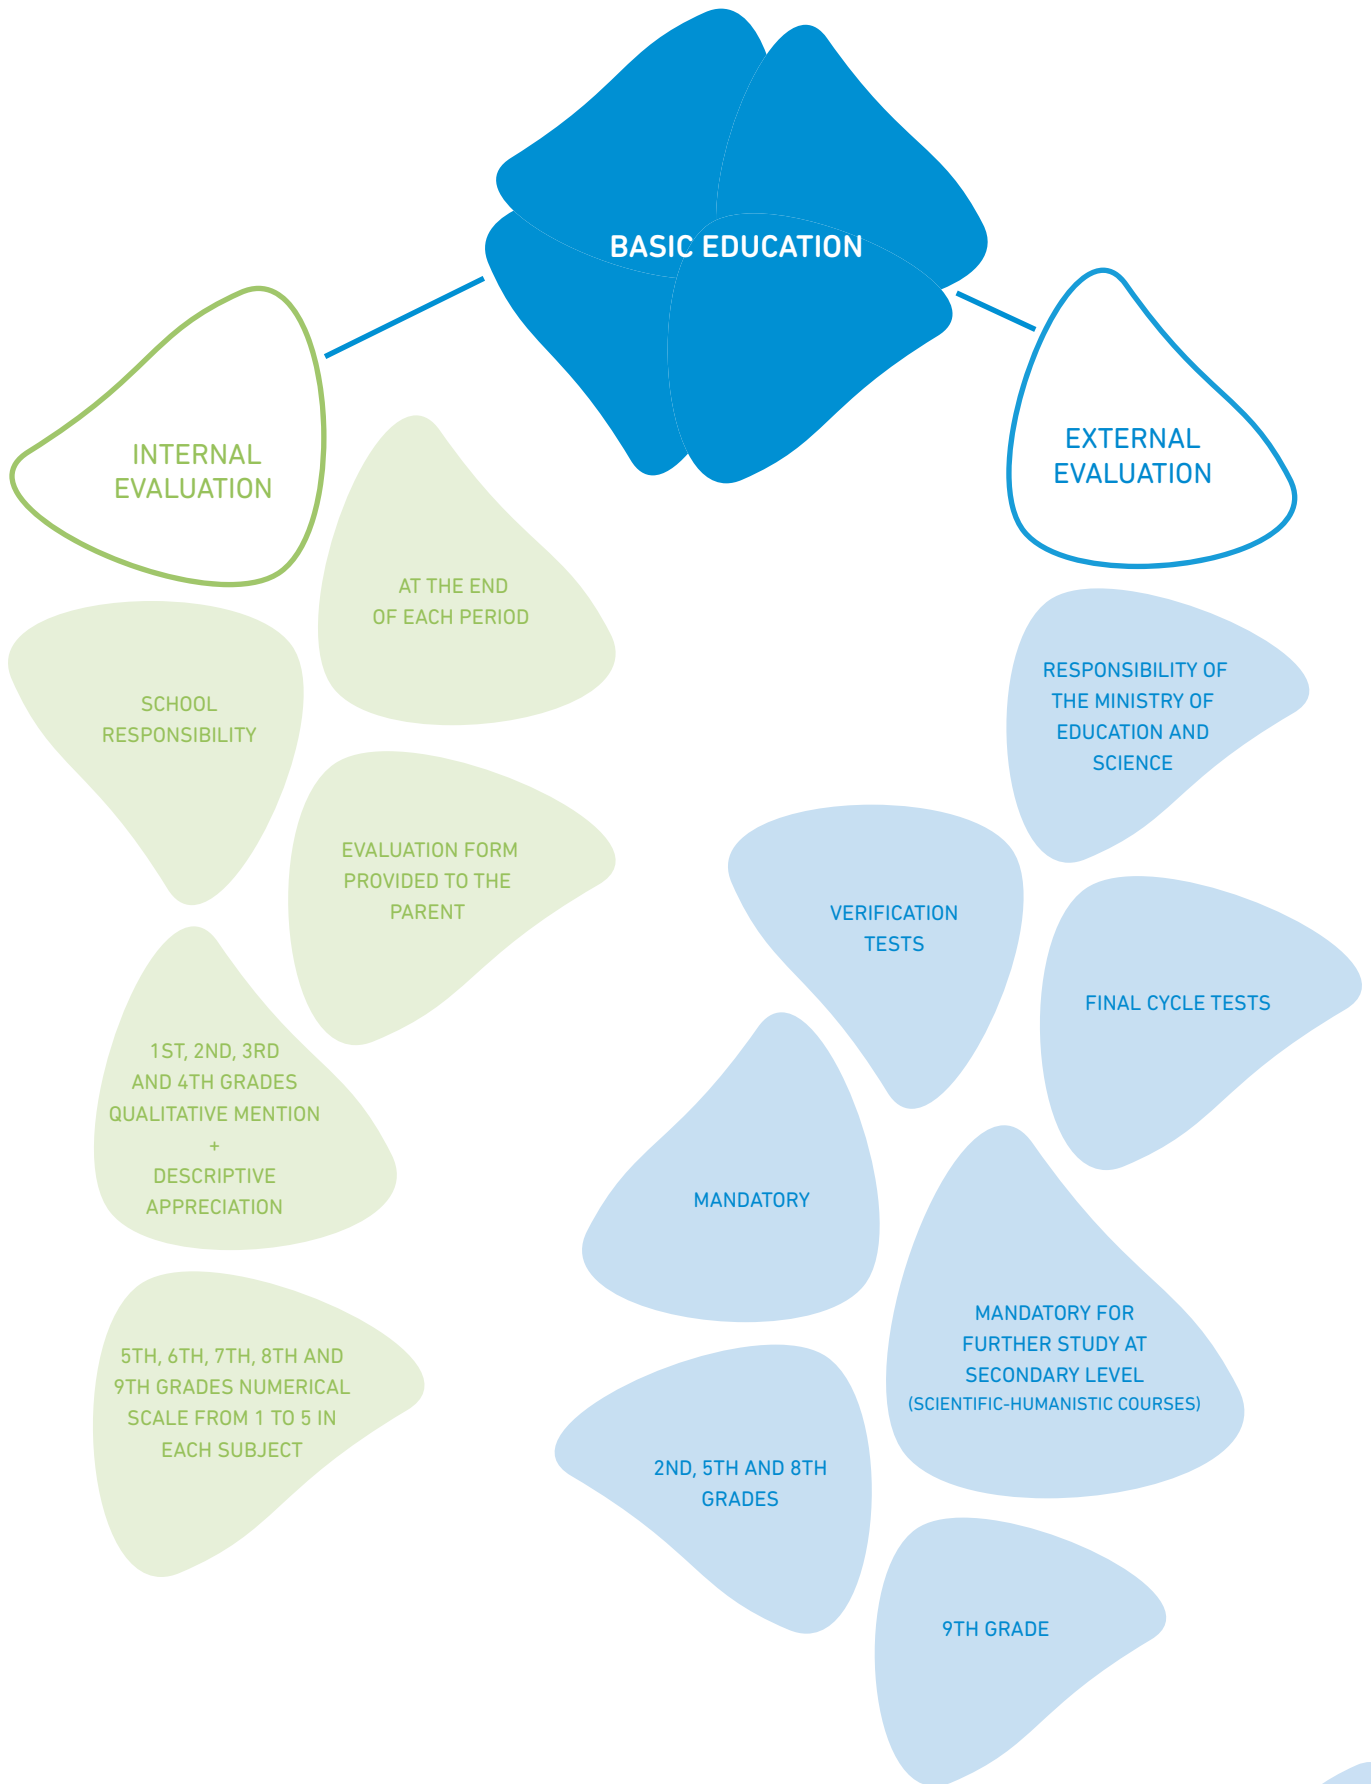 BASIC EDUCATION
INTERNAL
EVALUATION
AT THE END
OF EACH PERIOD
SCHOOL
RESPONSIBILITY
EVALUATION FORM
PROVIDED TO THE
PARENT
1ST, 2ND, 3RD
AND 4TH GRADES
QUALITATIVE MENTION
+
DESCRIPTIVE
APPRECIATION
5TH, 6TH, 7TH, 8TH AND
9TH GRADES NUMERICAL
SCALE FROM 1 TO 5 IN
EACH SUBJECT
EXTERNAL
EVALUATION
RESPONSIBILITY OF
THE MINISTRY OF
EDUCATION AND
SCIENCE
VERIFICATION
TESTS
FINAL CYCLE TESTS
MANDATORY
MANDATORY FOR
FURTHER STUDY AT
SECONDARY LEVEL
(SCIENTIFIC-HUMANISTIC COURSES)
2ND, 5TH AND 8TH
GRADES
9TH GRADE